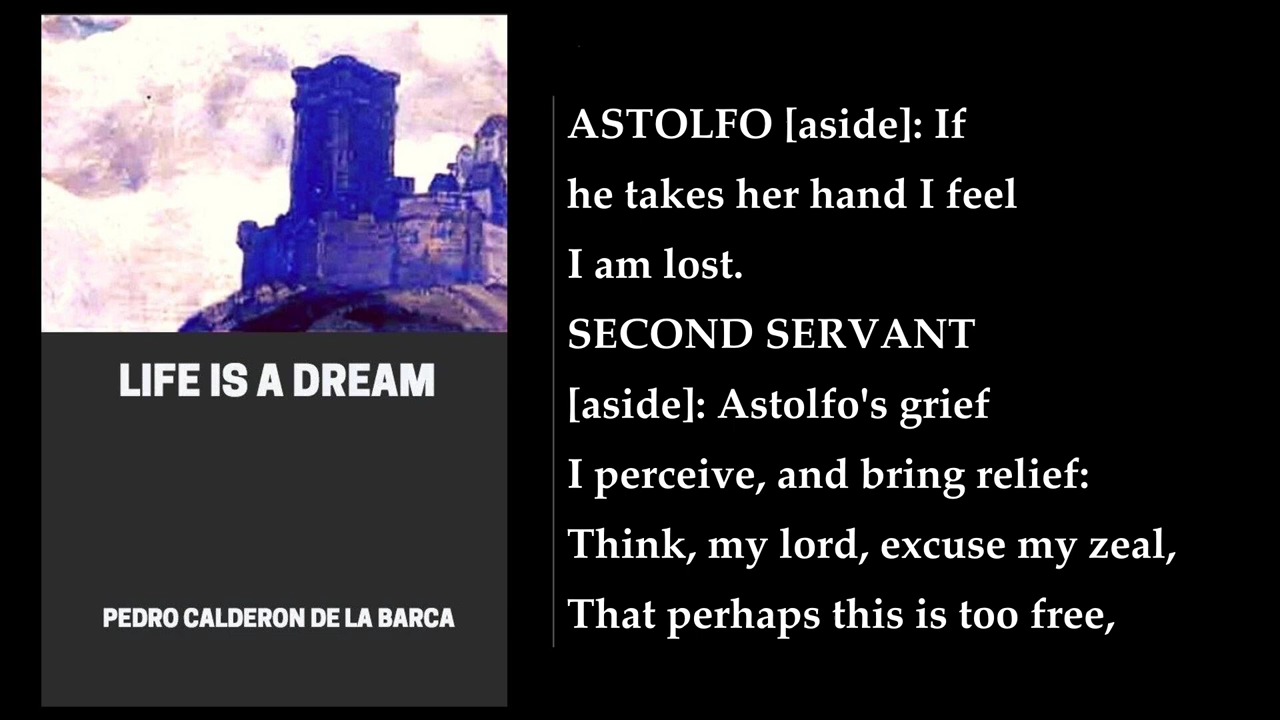 LIFE IS A DREAM
PEDRO CALDERON DE LA BARCA
ASTOLFO [aside]: If
he takes her hand I feel
I am lost.
SECOND SERVANT
[aside]: Astolfo's grief
I perceive, and bring relief:
Think, my lord, excuse my zeal,
That perhaps this is too free,